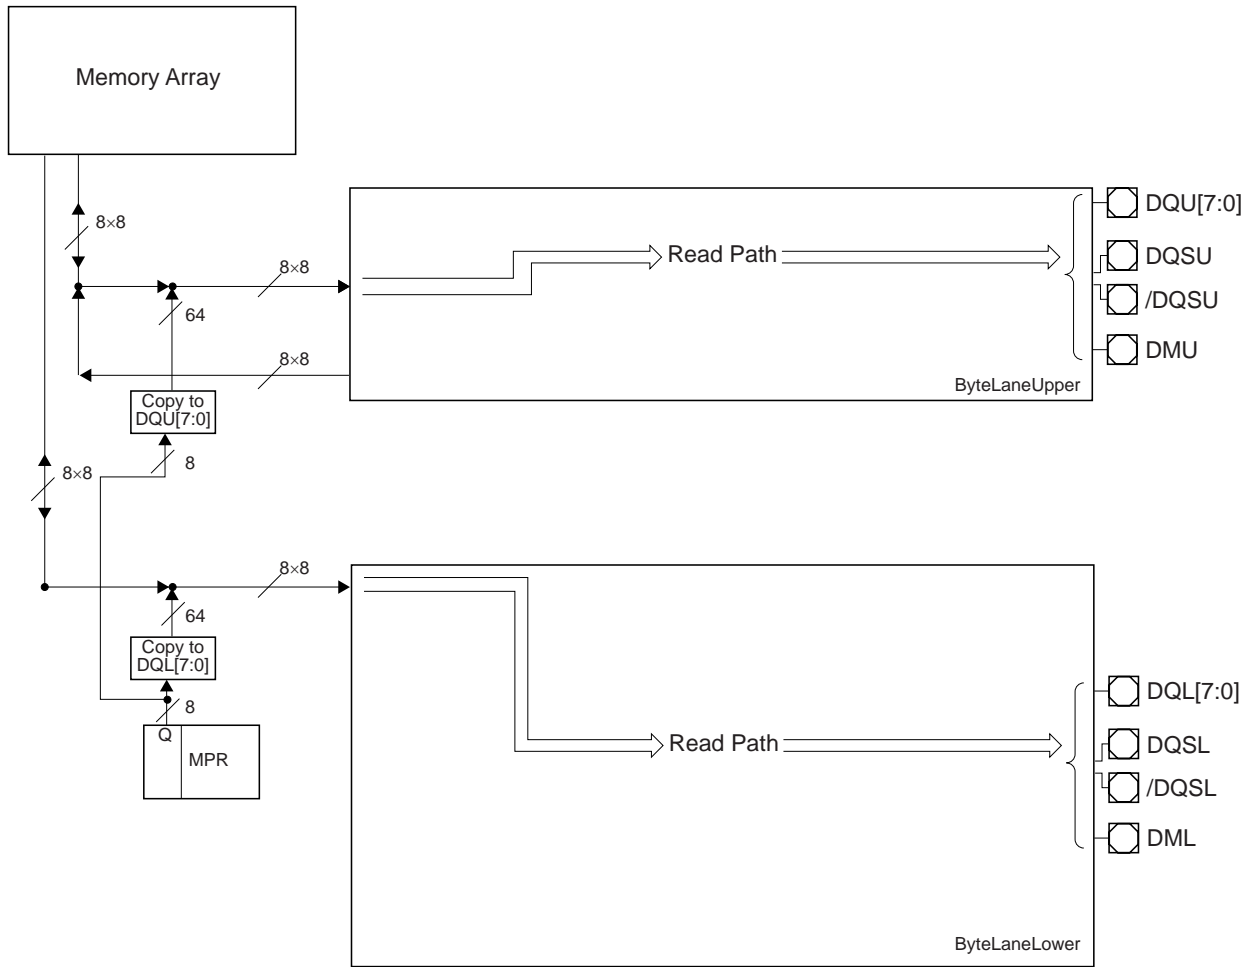 Memory Array
8×8
8×8
8×8
64
8×8
Copy to
DQU[7:0]
8
Read Path
DQU[7:0]
DQSU
/DQSU
DMU
ByteLaneUpper
8×8
8×8
64
Copy to
DQL[7:0]
8
Q
MPR
Read Path
DQL[7:0]
DQSL
/DQSL
DML
ByteLaneLower